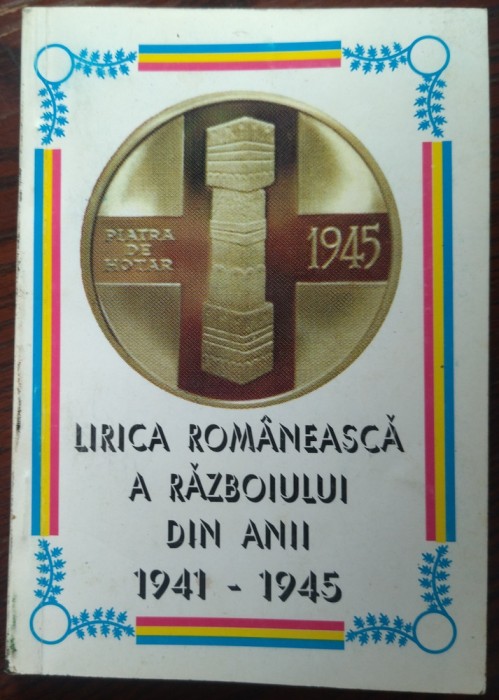 PIATRA
DE
HOTAR
1945
LIRICA ROMÂNEASCĂ
A RĂZBOIULUI
DIN ANII
1941 - 1945